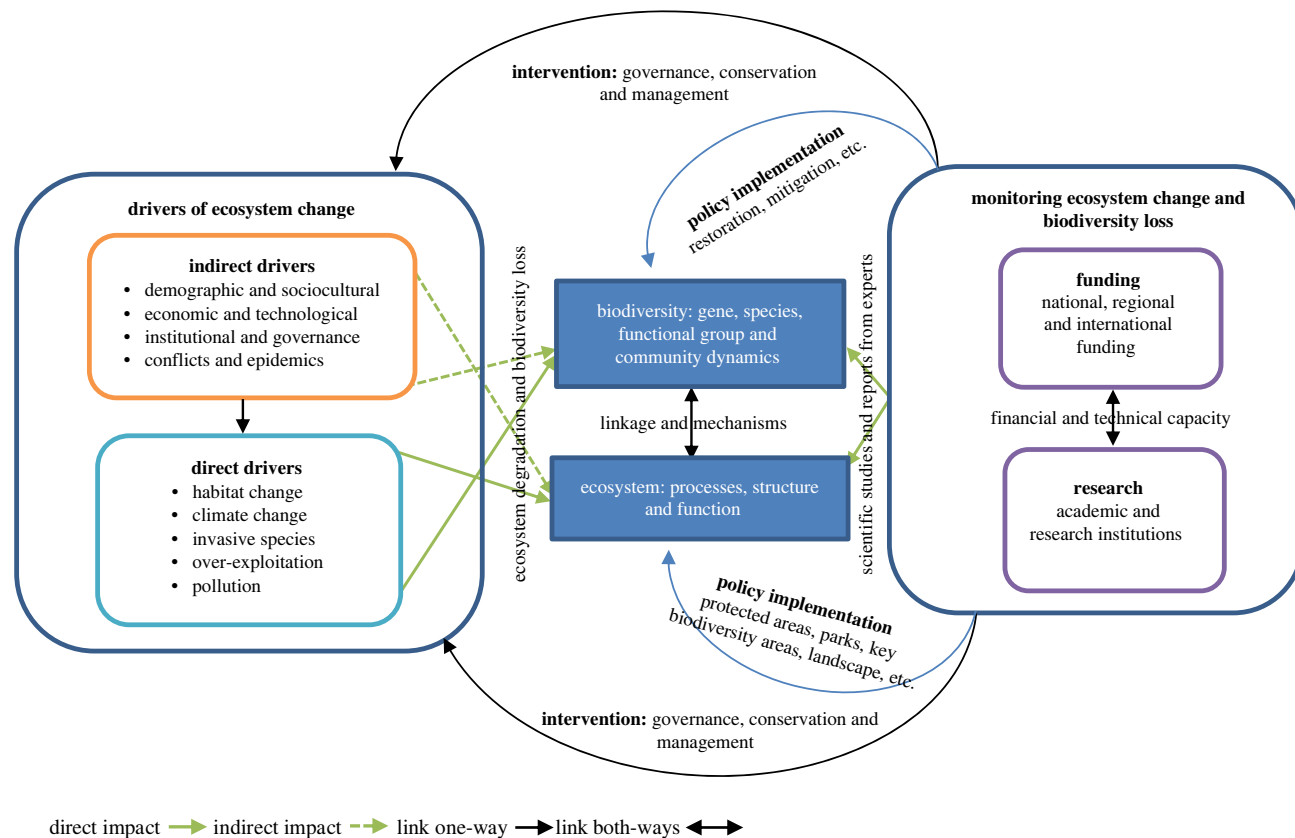 intervention: governance, conservation
and management
policy implementation
restoration, mitigation, etc.
drivers of ecosystem change
indirect drivers
• demographic and sociocultural
• economic and technological
• institutional and governance
• conflicts and epidemics
direct drivers
• habitat change
• climate change
• invasive species
• over-exploitation
• pollution
ecosystem degradation and biodiversity loss
biodiversity: gene, species,
functional group and
community dynamics
linkage and mechanisms
ecosystem: processes, structure
and function
scientific studies and reports from experts
monitoring ecosystem change and
biodiversity loss
funding
national, regional
and international
funding
financial and technical capacity
research
academic and
research institutions
policy implementation
protected areas, parks, key
biodiversity areas, landscape, etc.
intervention: governance, conservation and
management
direct impact indirect impact link one-way link both-ways